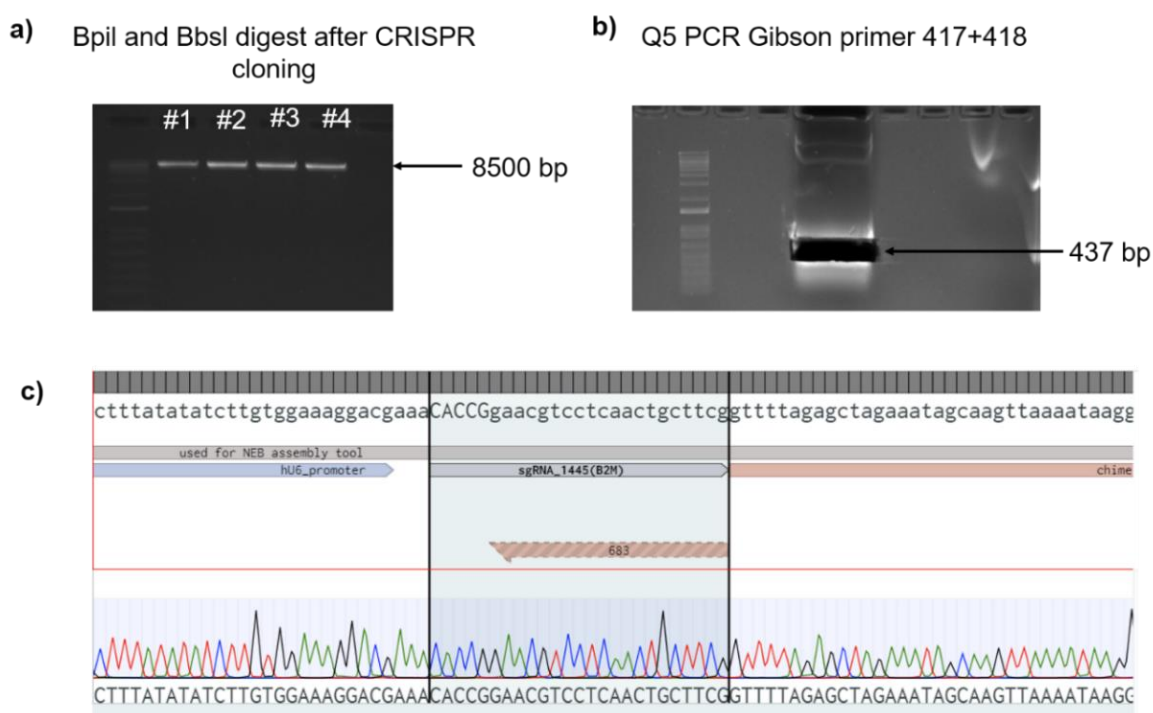 a)
BpiI and BbsI digest after CRISPR
cloning
#1 #2 #3 #4
8500 bp
b)
Q5 PCR Gibson primer 417+418
437 bp
c)
ctttatatatcttgtggaaaggacgaaaCACCGgaacgtcctcaactgcttcggttttagagctagaaatagcaagttaaaataagg
used for NEB assembly tool
hU6_promoter
sgRNA_1445(B2M)
chime
683
CTTTATATATCTTGTGGAAAGGACGAAACACCGGAACGTCCTCAACTGCTTCGGTTTTAGAGCTAGAAATAGCAAGTTAAAATAAGG